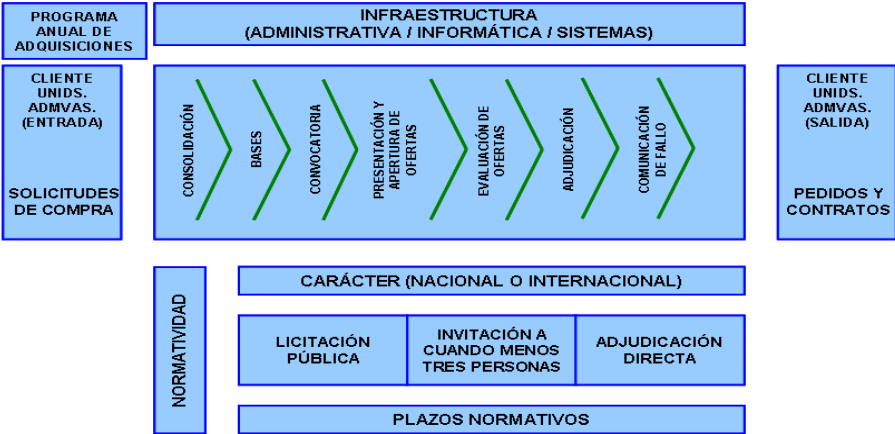 PROGRAMA
ANUAL DE
ADQUISICIONES
INFRAESTRUCTURA
(ADMINISTRATIVA / INFORMÁTICA / SISTEMAS)
CLIENTE
UNIDS.
ADMVAS.
(ENTRADA)
SOLICITUDES
DE COMPRA
CONSOLIDACIÓN
BASES
CONVOCATORIA
PRESENTACIÓN Y
APERTURA DE
OFERTAS
EVALUACIÓN DE
OFERTAS
ADJUDICACIÓN
COMUNICACIÓN
DE FALLO
CLIENTE
UNIDS.
ADMVAS.
(SALIDA)
PEDIDOS Y
CONTRATOS
NORMATIVIDAD
CARÁCTER (NACIONAL O INTERNACIONAL)
LICITACIÓN
PÚBLICA
INVITACIÓN A
CUANDO MENOS
TRES PERSONAS
ADJUDICACIÓN
DIRECTA
PLAZOS NORMATIVOS